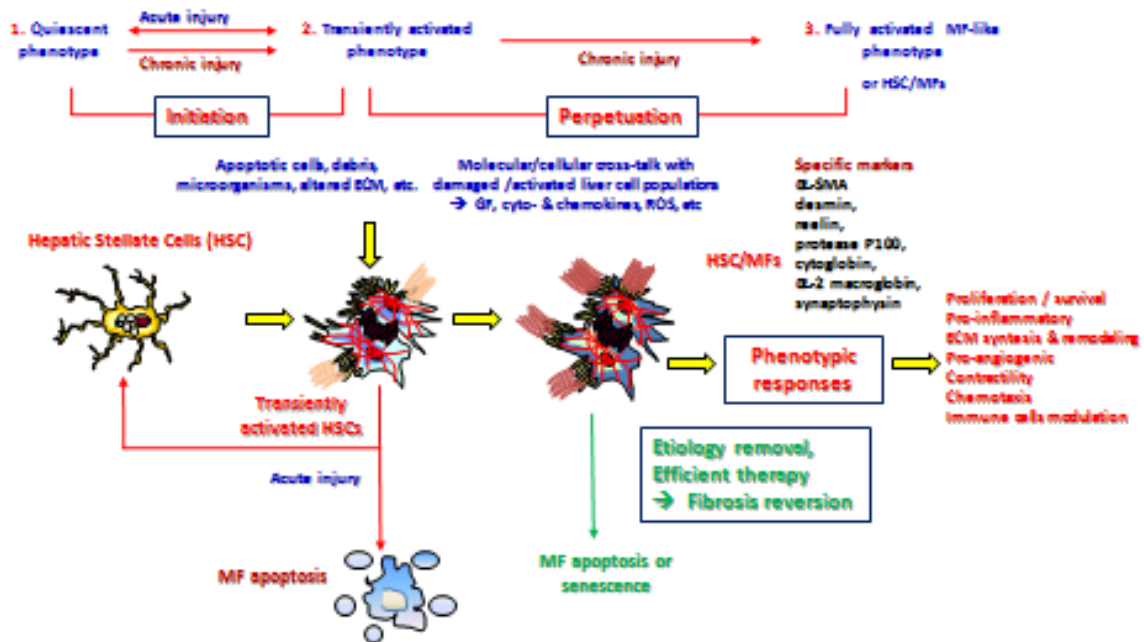 1. Quiescent
phenotype
Acute injury
Chronic injury
2. Transiently activated
phenotype
Chronic injury
3. Fully activated MF-like
phenotype
or HSC/MFs
Initiation
Perpetuation
Apoptotic cells, debris,
microorganisms, altered ECM, etc.
Molecular/cellular cross-talk with
damaged /activated liver cell populations
→ GF, cyto- & chemokines, ROS, etc
Specific markers
αL-SMA
desmin,
reelin,
protease P100,
cytoglobin,
αL-2 macroglobin,
synaptophysin
Hepatic Stellate Cells (HSC)
HSC/MFs
Transiently
activated HSCs
Phenotypic
responses
Proliferation / survival
Pro-inflammatory
ECM syntesis & remodeling
Pro-angiogenic
Contractility
Chemotaxis
Immune cells modulation
Acute injury
Etiology removal,
Efficient therapy
→ Fibrosis reversion
MF apoptosis
MF apoptosis or
senescence